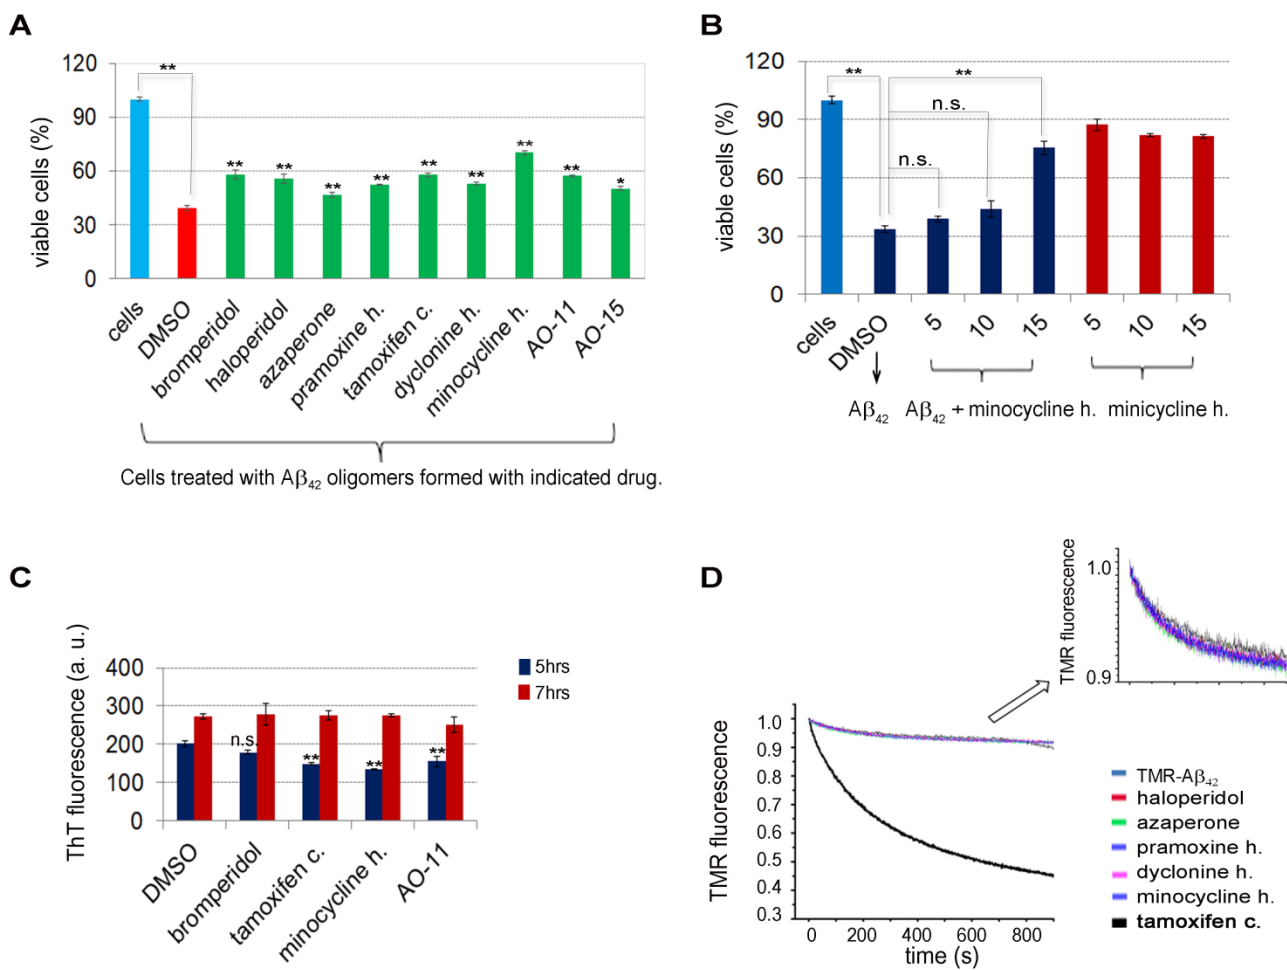 A
120
90
60
30
0
viable cells (%)
**
**
**
**
**
**
**
**
**
*
cells
DMSO
bromperidol
haloperidol
azaperone
pramoxine h.
tamoxifen c.
dyclonine h.
minocycline h.
AO-11
AO-15
Cells treated with Aβ42 oligomers formed with indicated drug.
B
120
90
60
30
0
viable cells (%)
**
**
n.s.
n.s.
cells
DMSO
5
10
15
5
10
15
Aβ42
Aβ42 + minocycline h.
minicycline h.
C
400
300
200
100
0
ThT fluorescence (a. u.)
5hrs
7hrs
n.s.
**
**
**
DMSO
bromperidol
tamoxifen c.
minocycline h.
AO-11
D
1.0
0.9
TMR fluorescence
1.0
0.9
0.8
0.7
0.6
0.5
0.4
0.3
TMR fluorescence
0
200
400
600
800
time (s)
TMR-Aβ42
haloperidol
azaperone
pramoxine h.
dyclonine h.
minocycline h.
tamoxifen c.